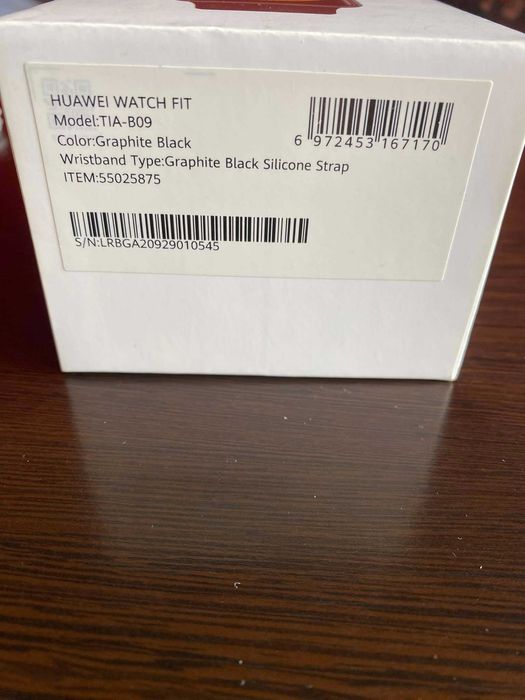 HUAWEI WATCH FIT
Model:TIA-B09
Color:Graphite Black
Wristband Type:Graphite Black Silicone Strap
ITEM:55025875
6 972453 167170
S/N:LRBGA20929010545